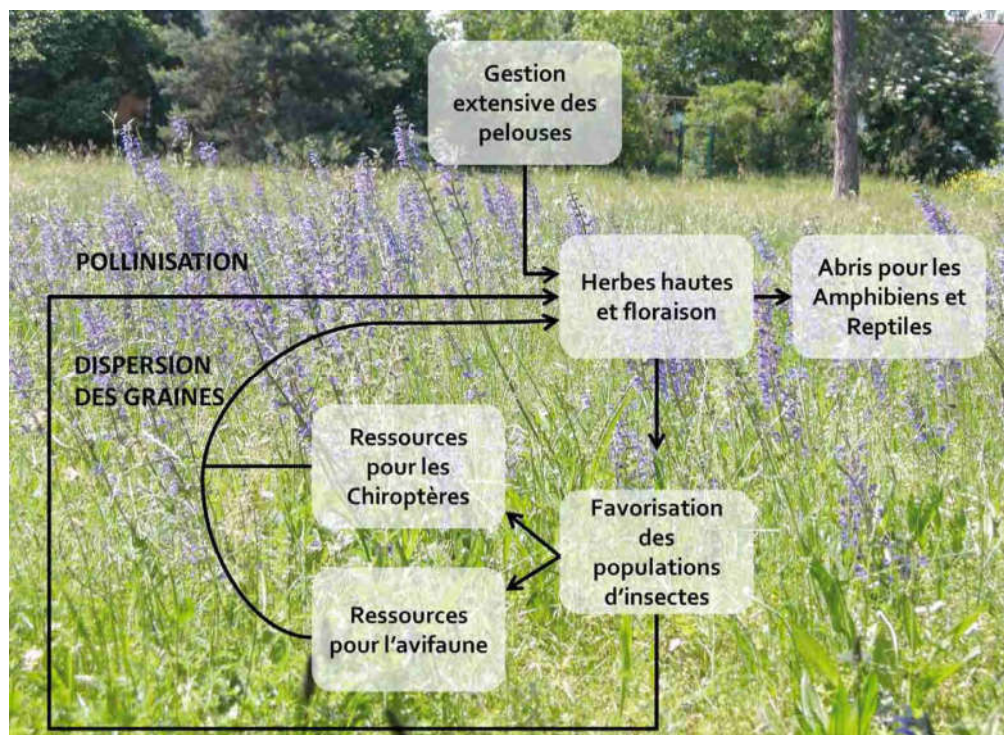 Gestion
extensive des
pelouses
POLLINISATION
Herbes hautes
et floraison
Abris pour les
Amphibiens et
Reptiles
DISPERSION
DES GRAINES
Ressources
pour les
Chiroptères
Favorisation
des
populations
d'insectes
Ressources
pour l'avifaune